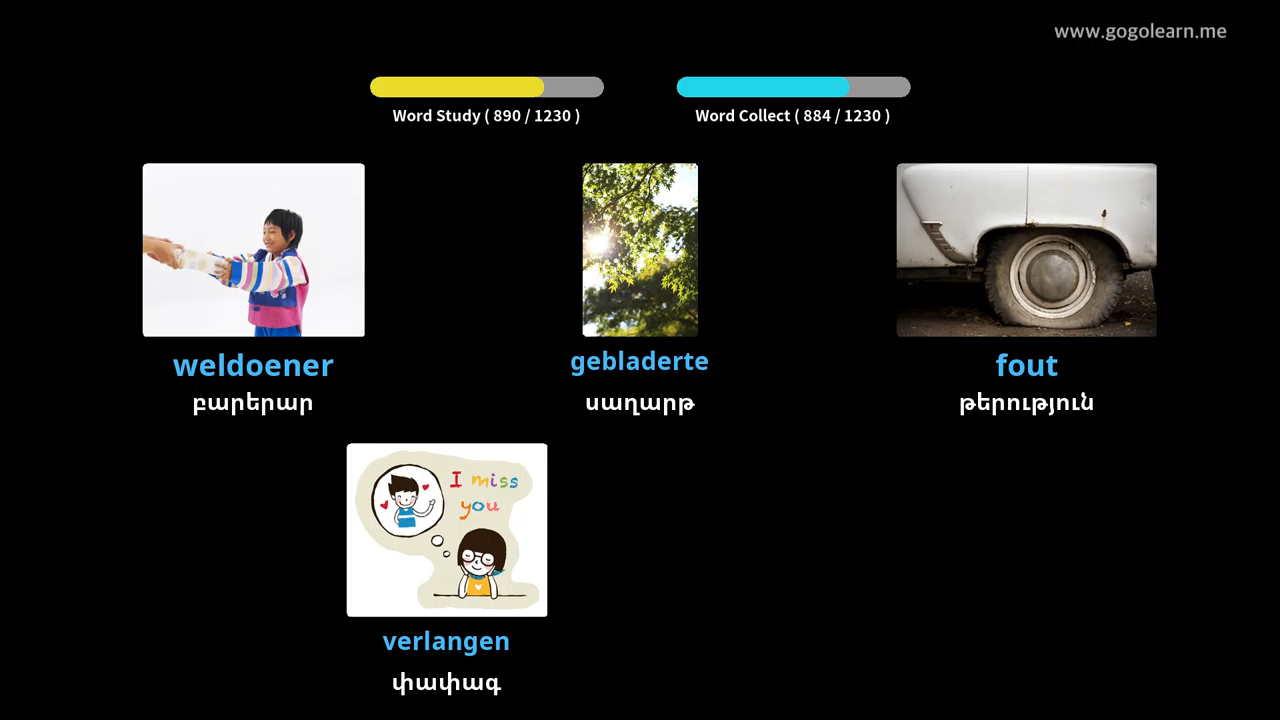 www.gogolearn.me
Word Study ( 890 / 1230 )
Word Collect ( 884 / 1230 )
weldoener
բարերար
gebladerte
սաղարթ
fout
թերություն
I miss
you
verlangen
փափագ